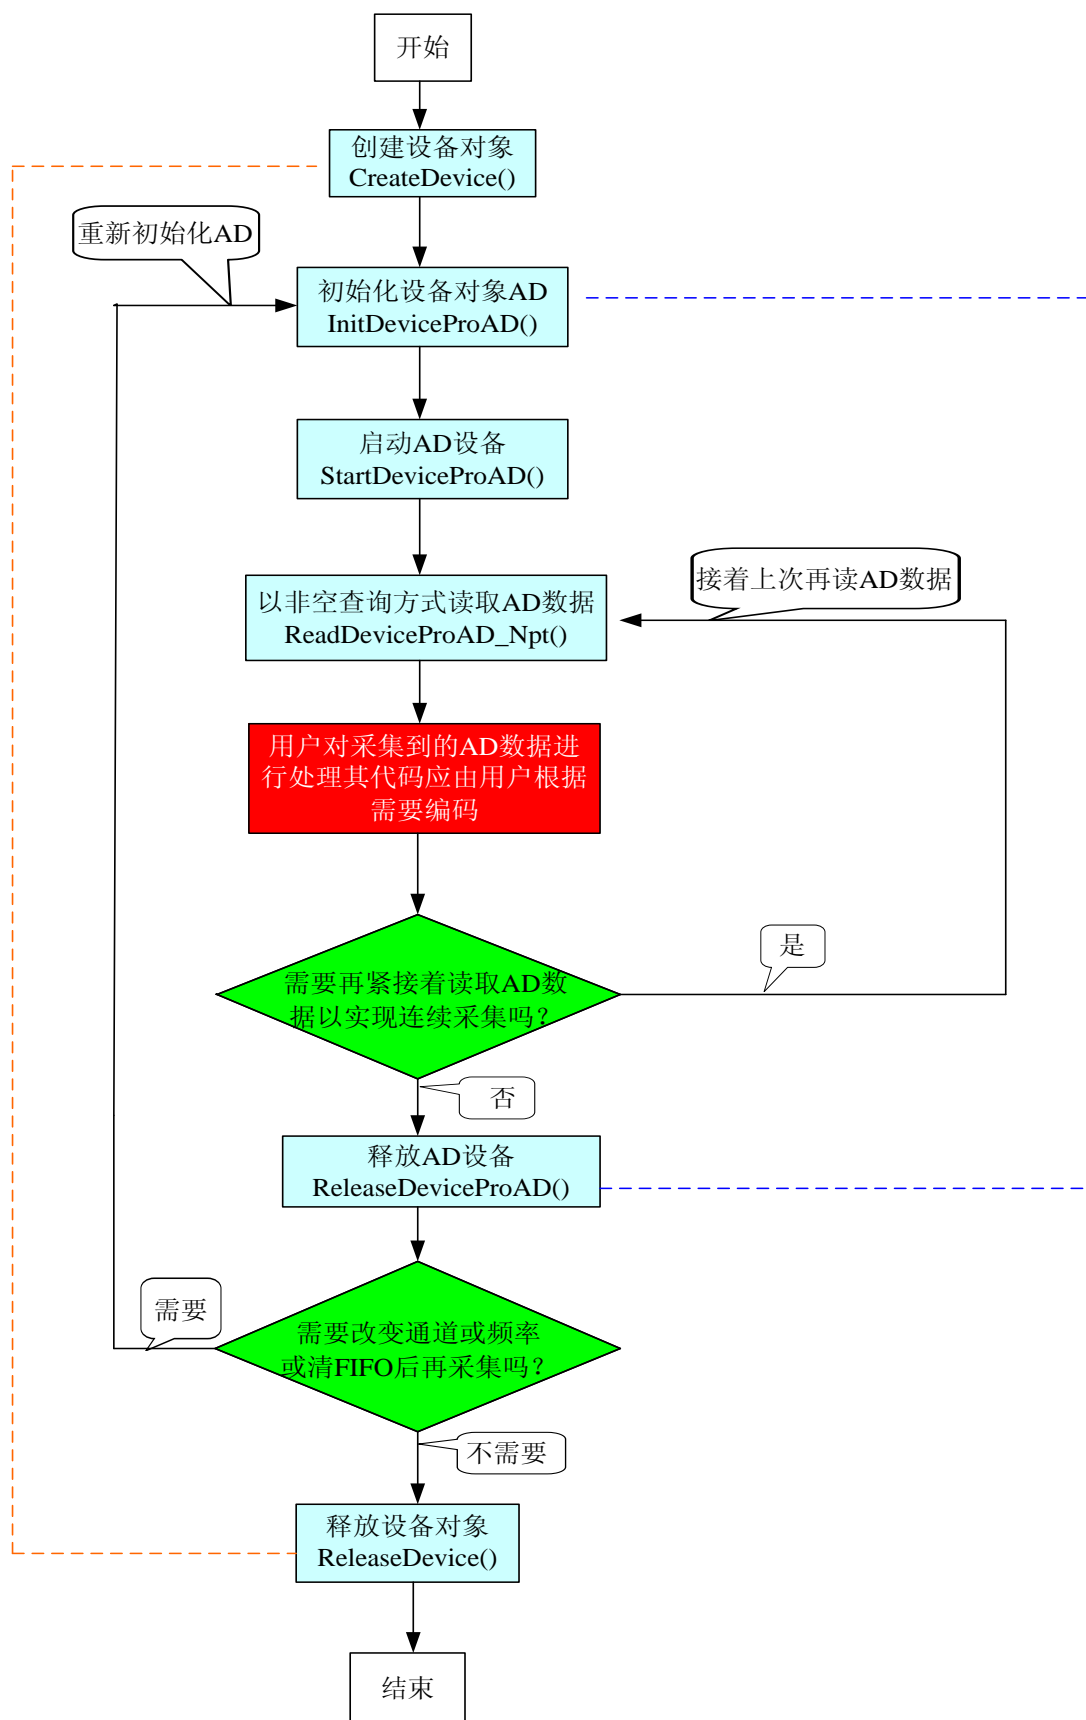 开始
创建设备对象
CreateDevice()
重新初始化AD
初始化设备对象AD
InitDeviceProAD()
启动AD设备
StartDeviceProAD()
接着上次再读AD数据
以非空查询方式读取AD数据
ReadDeviceProAD_Npt()
用户对采集到的AD数据进
行处理其代码应由用户根据
需要编码
是
需要再紧接着读取AD数
据以实现连续采集吗?
否
释放AD设备
ReleaseDeviceProAD()
需要
需要改变通道或频率
或清FIFO后再采集吗?
不需要
释放设备对象
ReleaseDevice()
结束